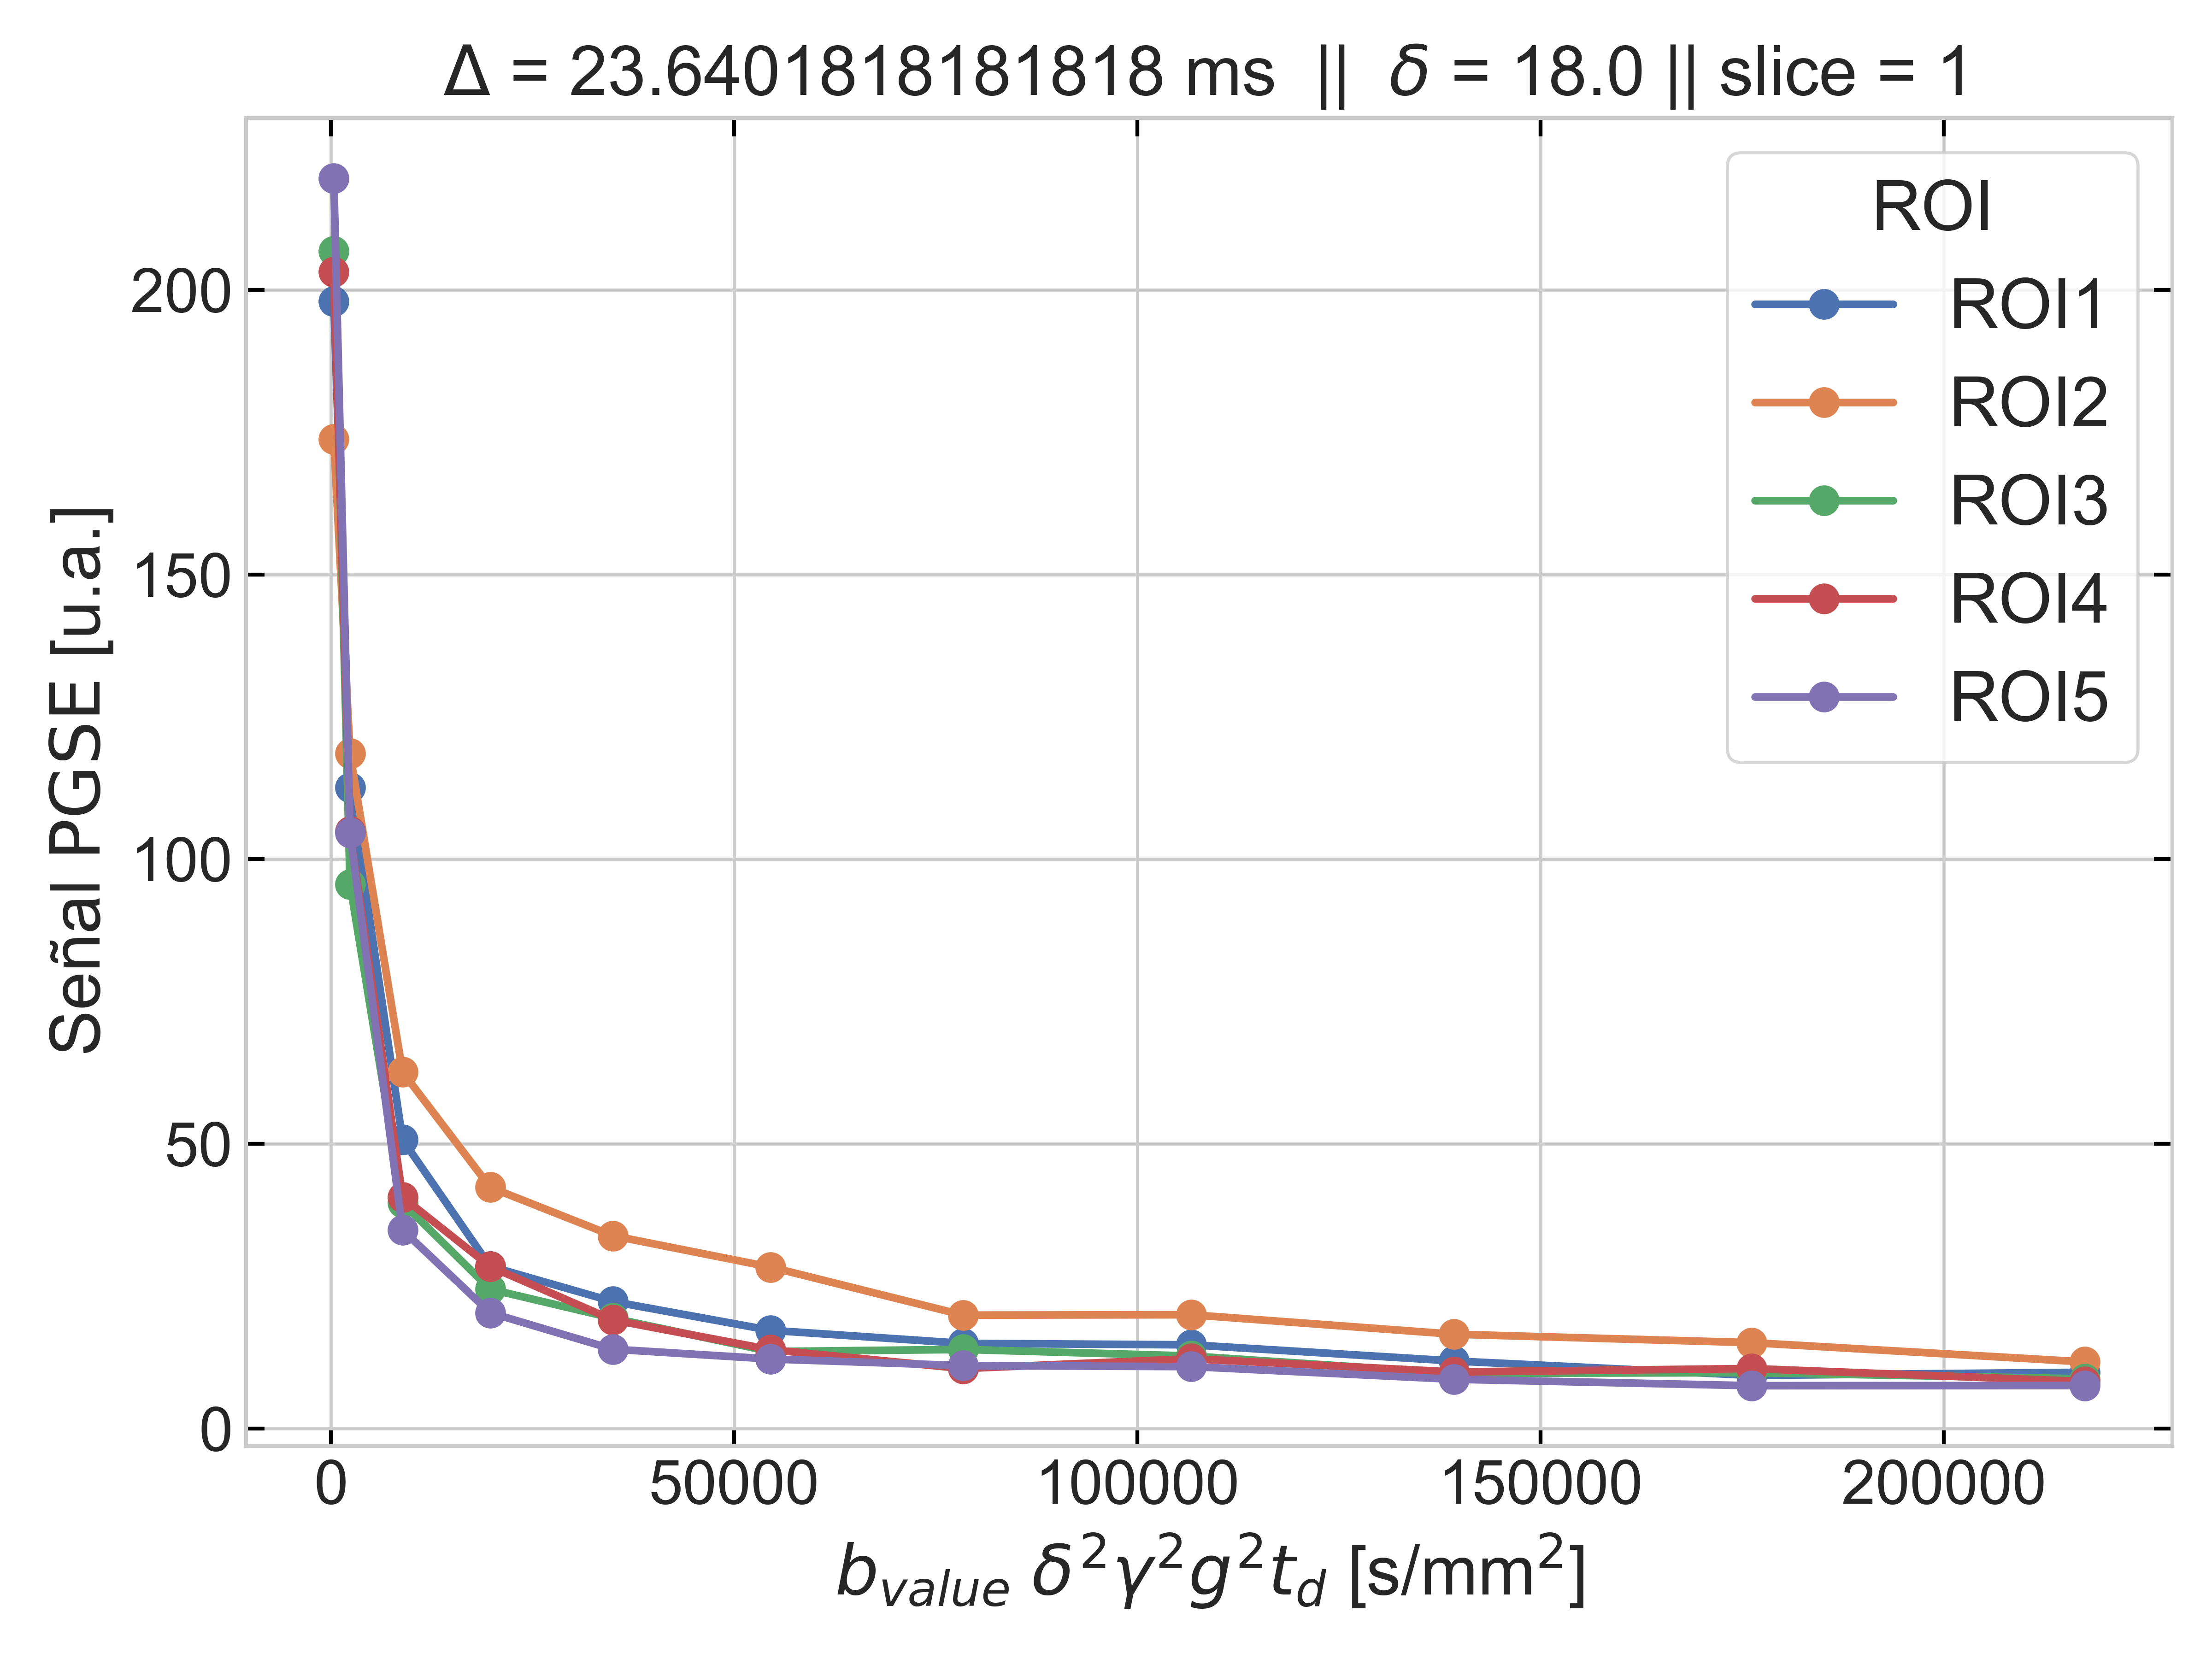 Δ = 23.640181818181818 ms || δ = 18.0 || slice = 1
Señal PGSE [u.a.]
200
150
100
50
0
ROI
ROI1
ROI2
ROI3
ROI4
ROI5
0 50000 100000 150000 200000
b_value δ²γ²g²t_d [s/mm²]